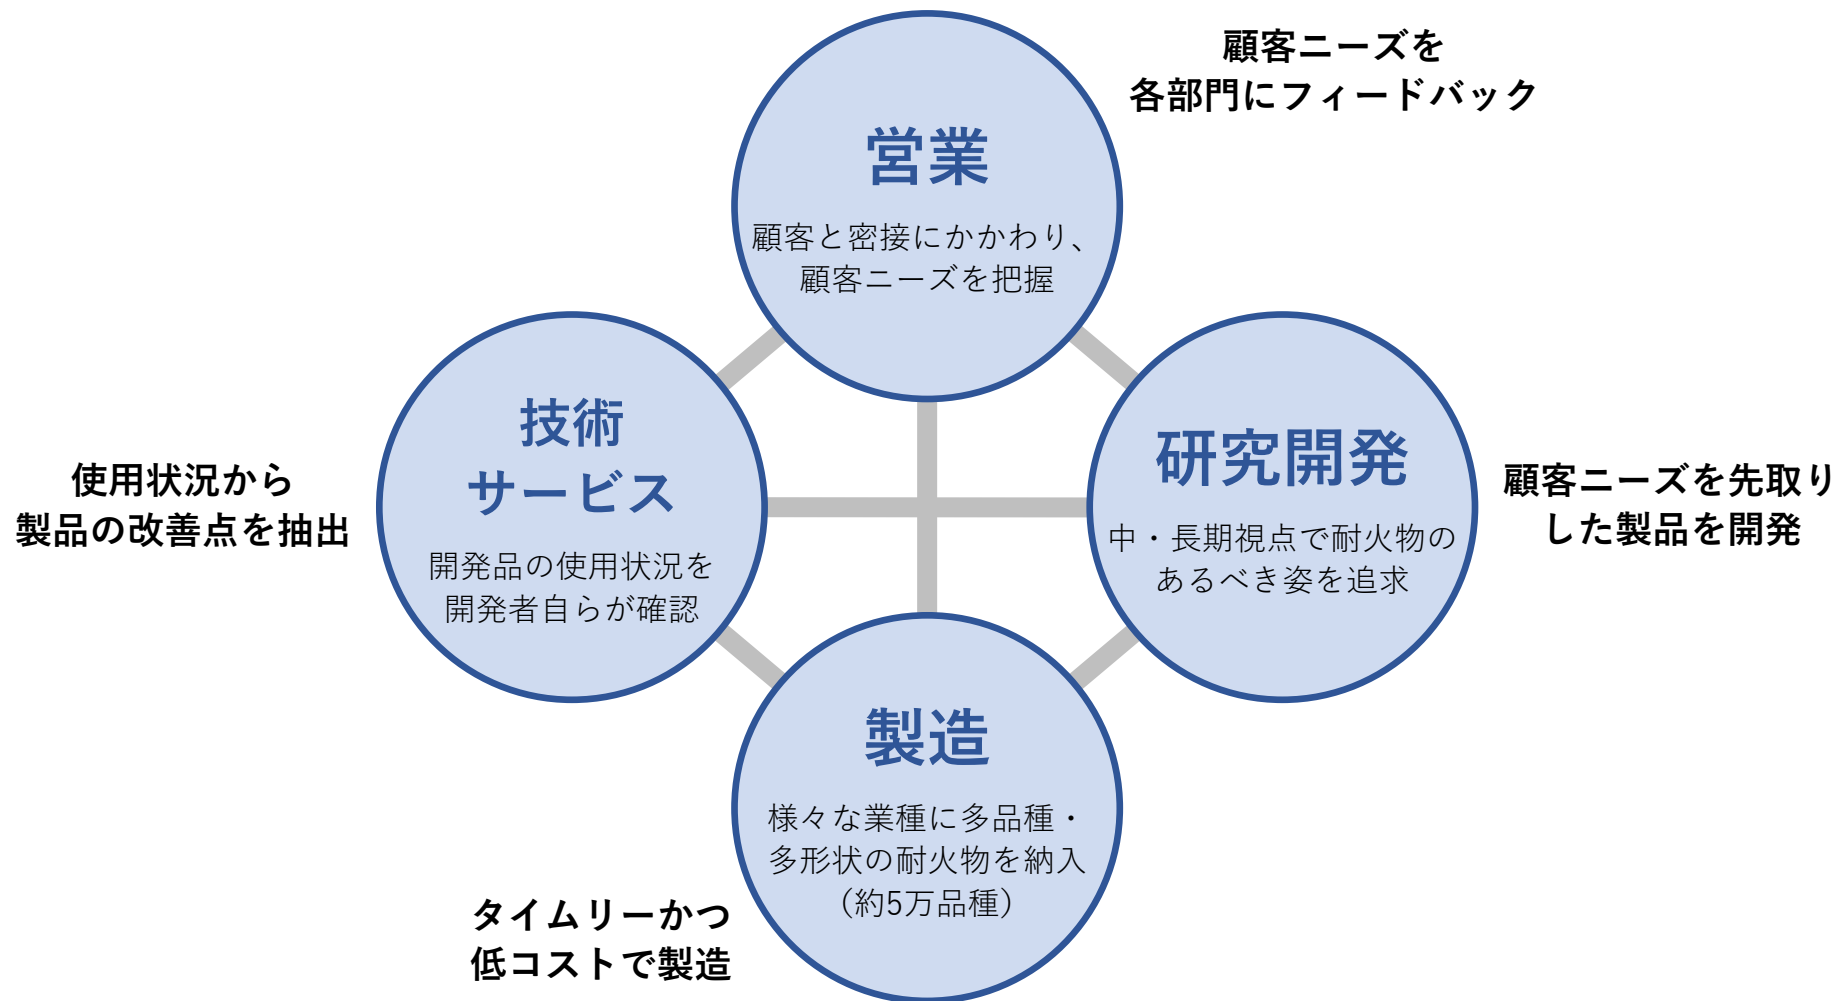 顧客ニーズを
各部門にフィードバック
営業
顧客と密接にかかわり、
顧客ニーズを把握
技術
サービス
開発品の使用状況を
開発者自らが確認
使用状況から
製品の改善点を抽出
研究開発
中・長期視点で耐火物の
あるべき姿を追求
顧客ニーズを先取り
した製品を開発
製造
様々な業種に多品種・
多形状の耐火物を納入
（約5万品種）
タイムリーかつ
低コストで製造